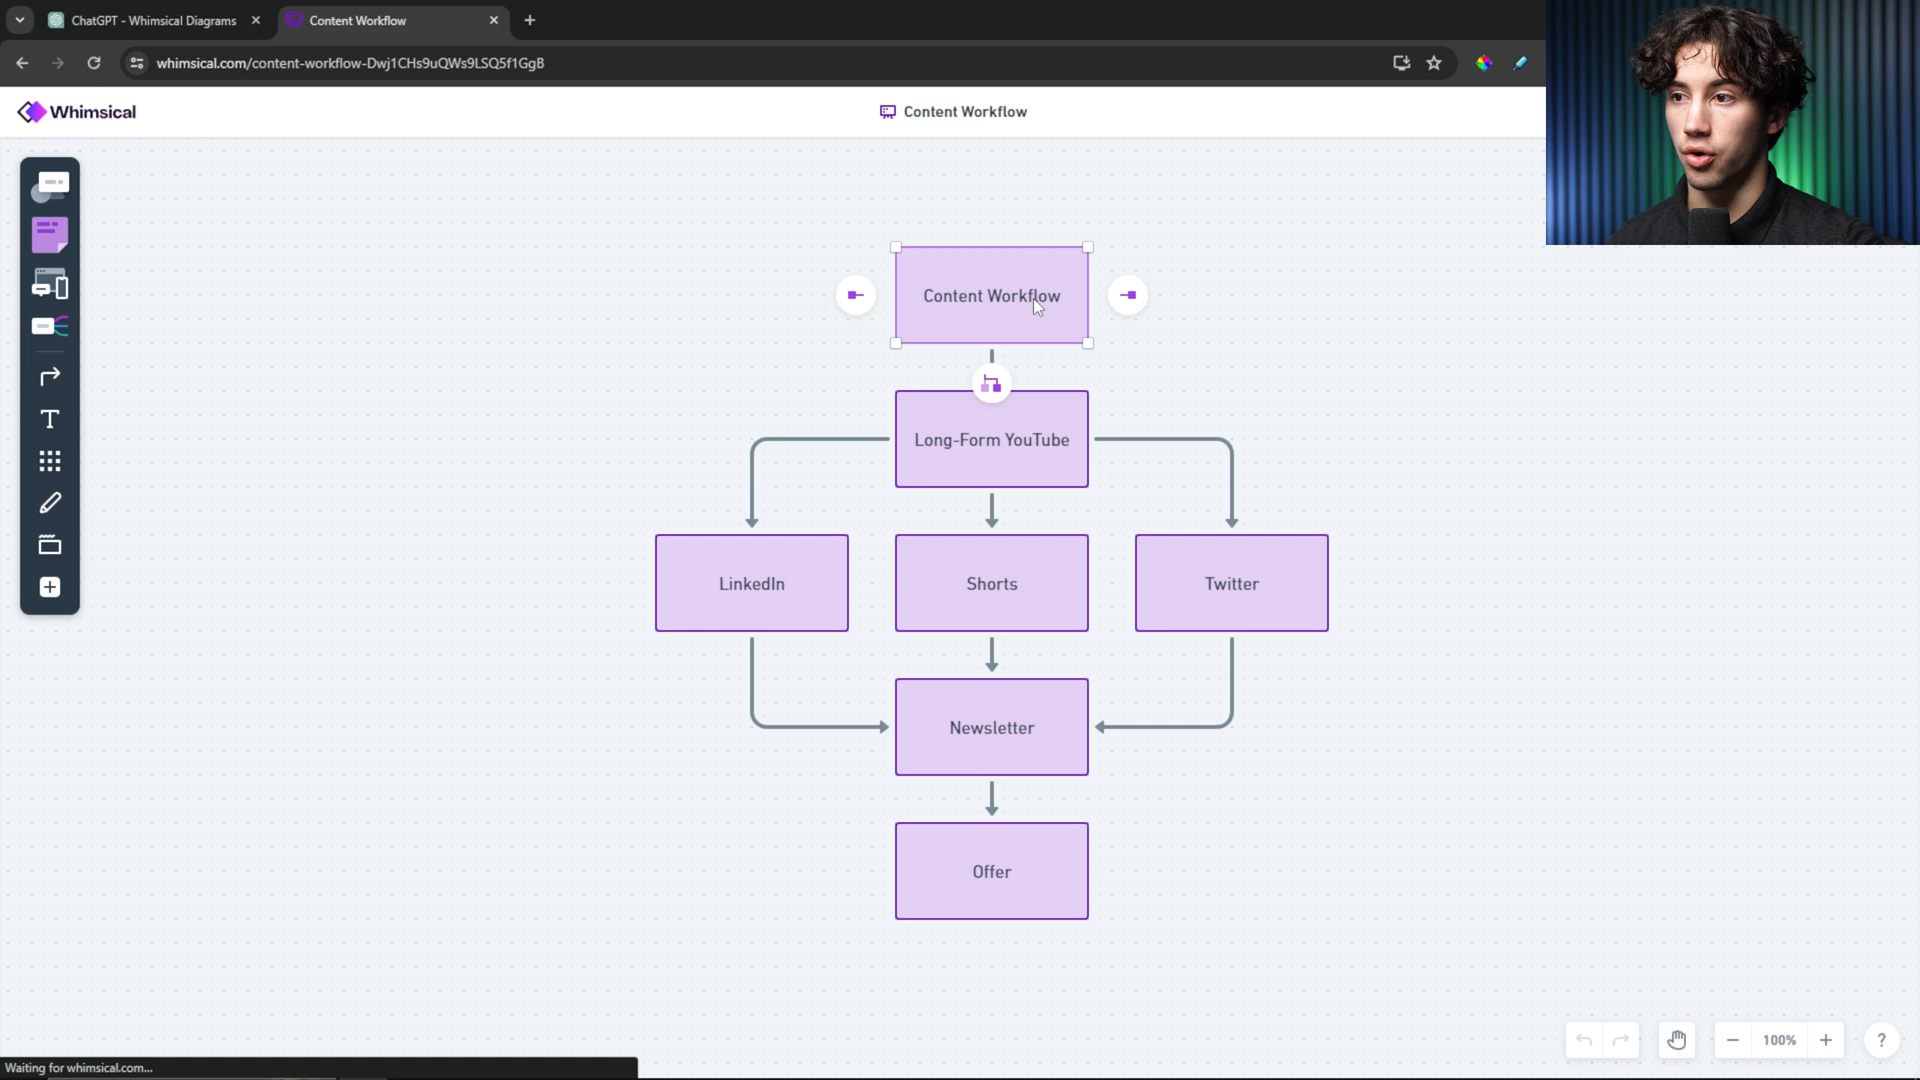 ChatGPT - Whimsical Diagrams
Content Workflow
whimsical.com/content-workflow-Dwj1CHs9uQWs9LSQ5f1GgB
Whimsical
Content Workflow
Content Workflow
Long-Form YouTube
LinkedIn
Shorts
Twitter
Newsletter
Offer
T
100%
?
Waiting for whimsical.com...